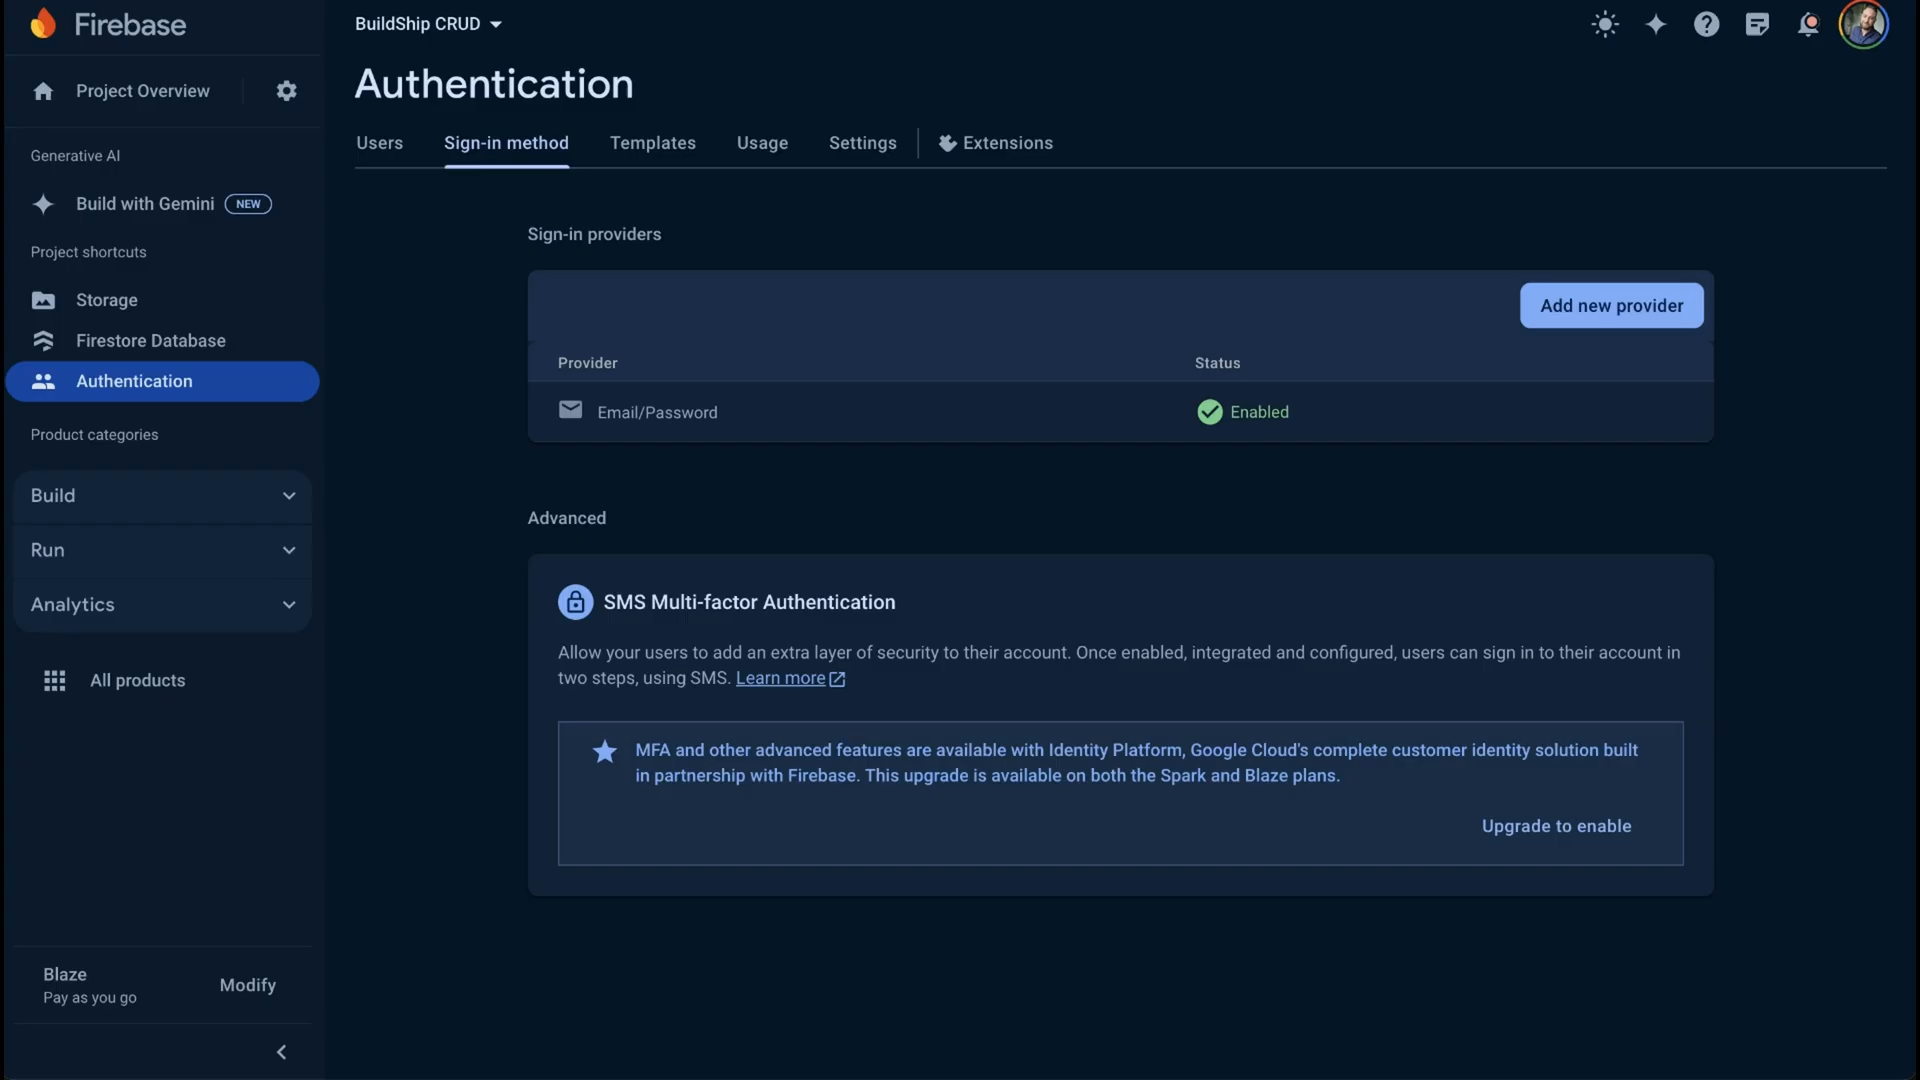 Firebase
Project Overview
Generative AI
Build with Gemini NEW
Project shortcuts
Storage
Firestore Database
Authentication
Product categories
Build
Run
Analytics
All products
Blaze
Pay as you go
Modify
BuildShip CRUD
Authentication
Users Sign-in method Templates Usage Settings Extensions
Sign-in providers
Add new provider
Provider Status
Email/Password Enabled
Advanced
SMS Multi-factor Authentication
Allow your users to add an extra layer of security to their account. Once enabled, integrated and configured, users can sign in to their account in
two steps, using SMS. Learn more
MFA and other advanced features are available with Identity Platform, Google Cloud's complete customer identity solution built
in partnership with Firebase. This upgrade is available on both the Spark and Blaze plans.
Upgrade to enable